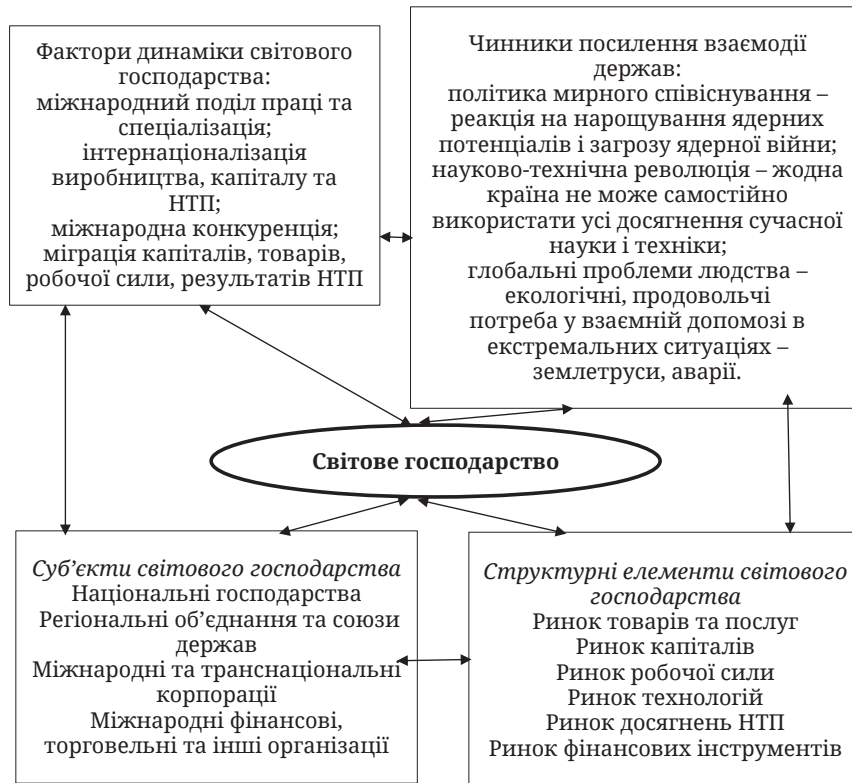 Фактори динаміки світового
господарства:
міжнародний поділ праці та
спеціалізація;
інтернаціоналізація
виробництва, капіталу та
НТП;
міжнародна конкуренція;
міграція капіталів, товарів,
робочої сили, результатів НТП
Чинники посилення взаємодії
держав:
політика мирного співіснування –
реакція на нарощування ядерних
потенціалів і загрозу ядерної війни;
науково-технічна революція – жодна
країна не може самостійно
використати усі досягнення сучасної
науки і техніки;
глобальні проблеми людства –
екологічні, продовольчі
потреба у взаємній допомозі в
екстремальних ситуаціях –
землетруси, аварії.
Світове господарство
Суб’єкти світового господарства
Національні господарства
Регіональні об’єднання та союзи
держав
Міжнародні та транснаціональні
корпорації
Міжнародні фінансові,
торговельні та інші організації
Структурні елементи світового
господарства
Ринок товарів та послуг
Ринок капіталів
Ринок робочої сили
Ринок технологій
Ринок досягнень НТП
Ринок фінансових інструментів